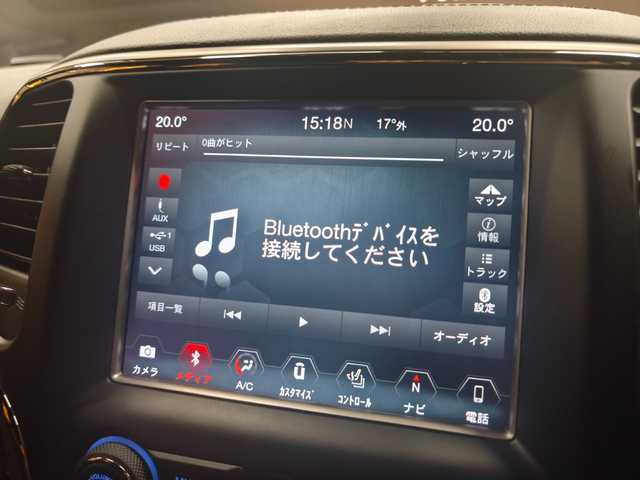 20.0° 15:18N 17°外 20.0°
リピート 0曲がヒット シャッフル
AUX
USB 1
Bluetoothﾃﾞﾊﾞｲｽを
接続してください
マップ
情報
トラック
設定
項目一覧 オーディオ
カメラ メディア A/C ｶｽﾀﾏｲｽﾞ ｺﾝﾄﾛｰﾙ N ナビ 電話